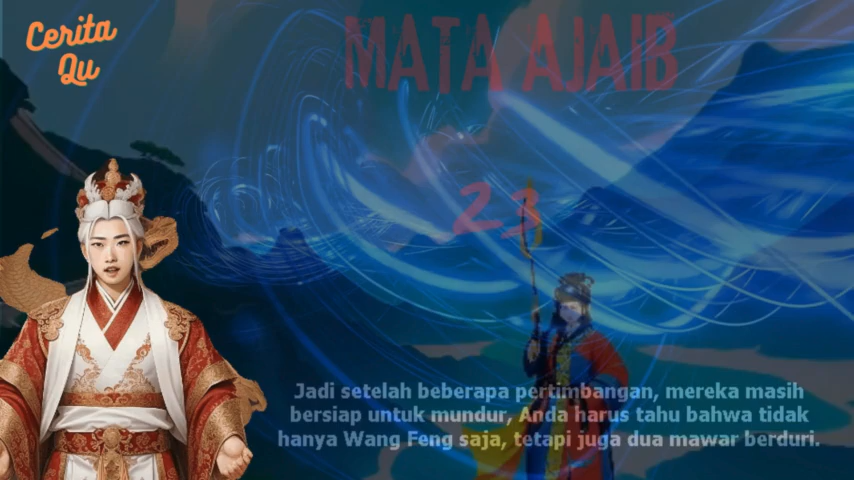 Cerita
Qu
MATA AJAIB
23
Jadi setelah beberapa pertimbangan, mereka masih
bersiap untuk mundur, Anda harus tahu bahwa tidak
hanya Wang Feng saja, tetapi juga dua mawar berduri.